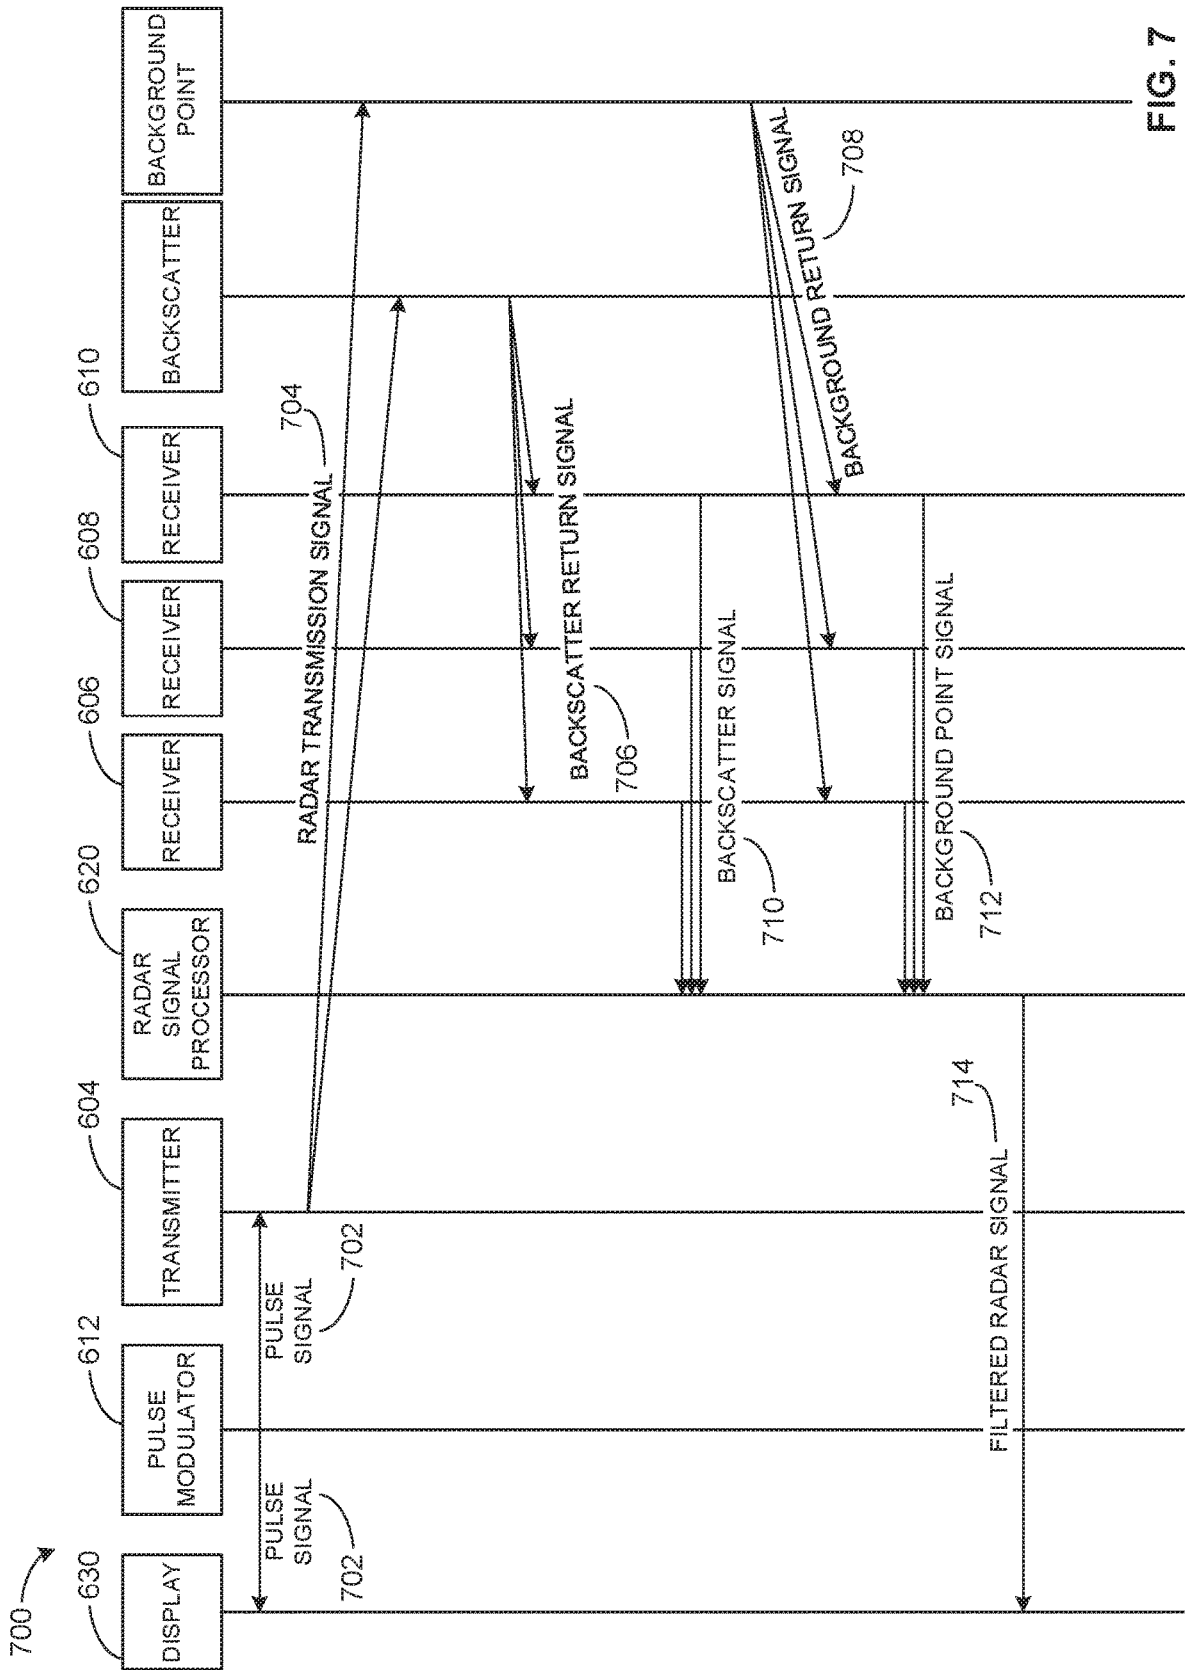 700
630
612
604
620
606
608
610
DISPLAY
PULSE
MODULATOR
TRANSMITTER
RADAR
SIGNAL
PROCESSOR
RECEIVER
RECEIVER
RECEIVER
BACKSCATTER
BACKGROUND
POINT
PULSE
SIGNAL
702
PULSE
SIGNAL
702
RADAR TRANSMISSION SIGNAL
704
BACKSCATTER RETURN SIGNAL
706
BACKSCATTER SIGNAL
710
BACKGROUND RETURN SIGNAL
708
BACKGROUND POINT SIGNAL
712
FILTERED RADAR SIGNAL
714
FIG. 7